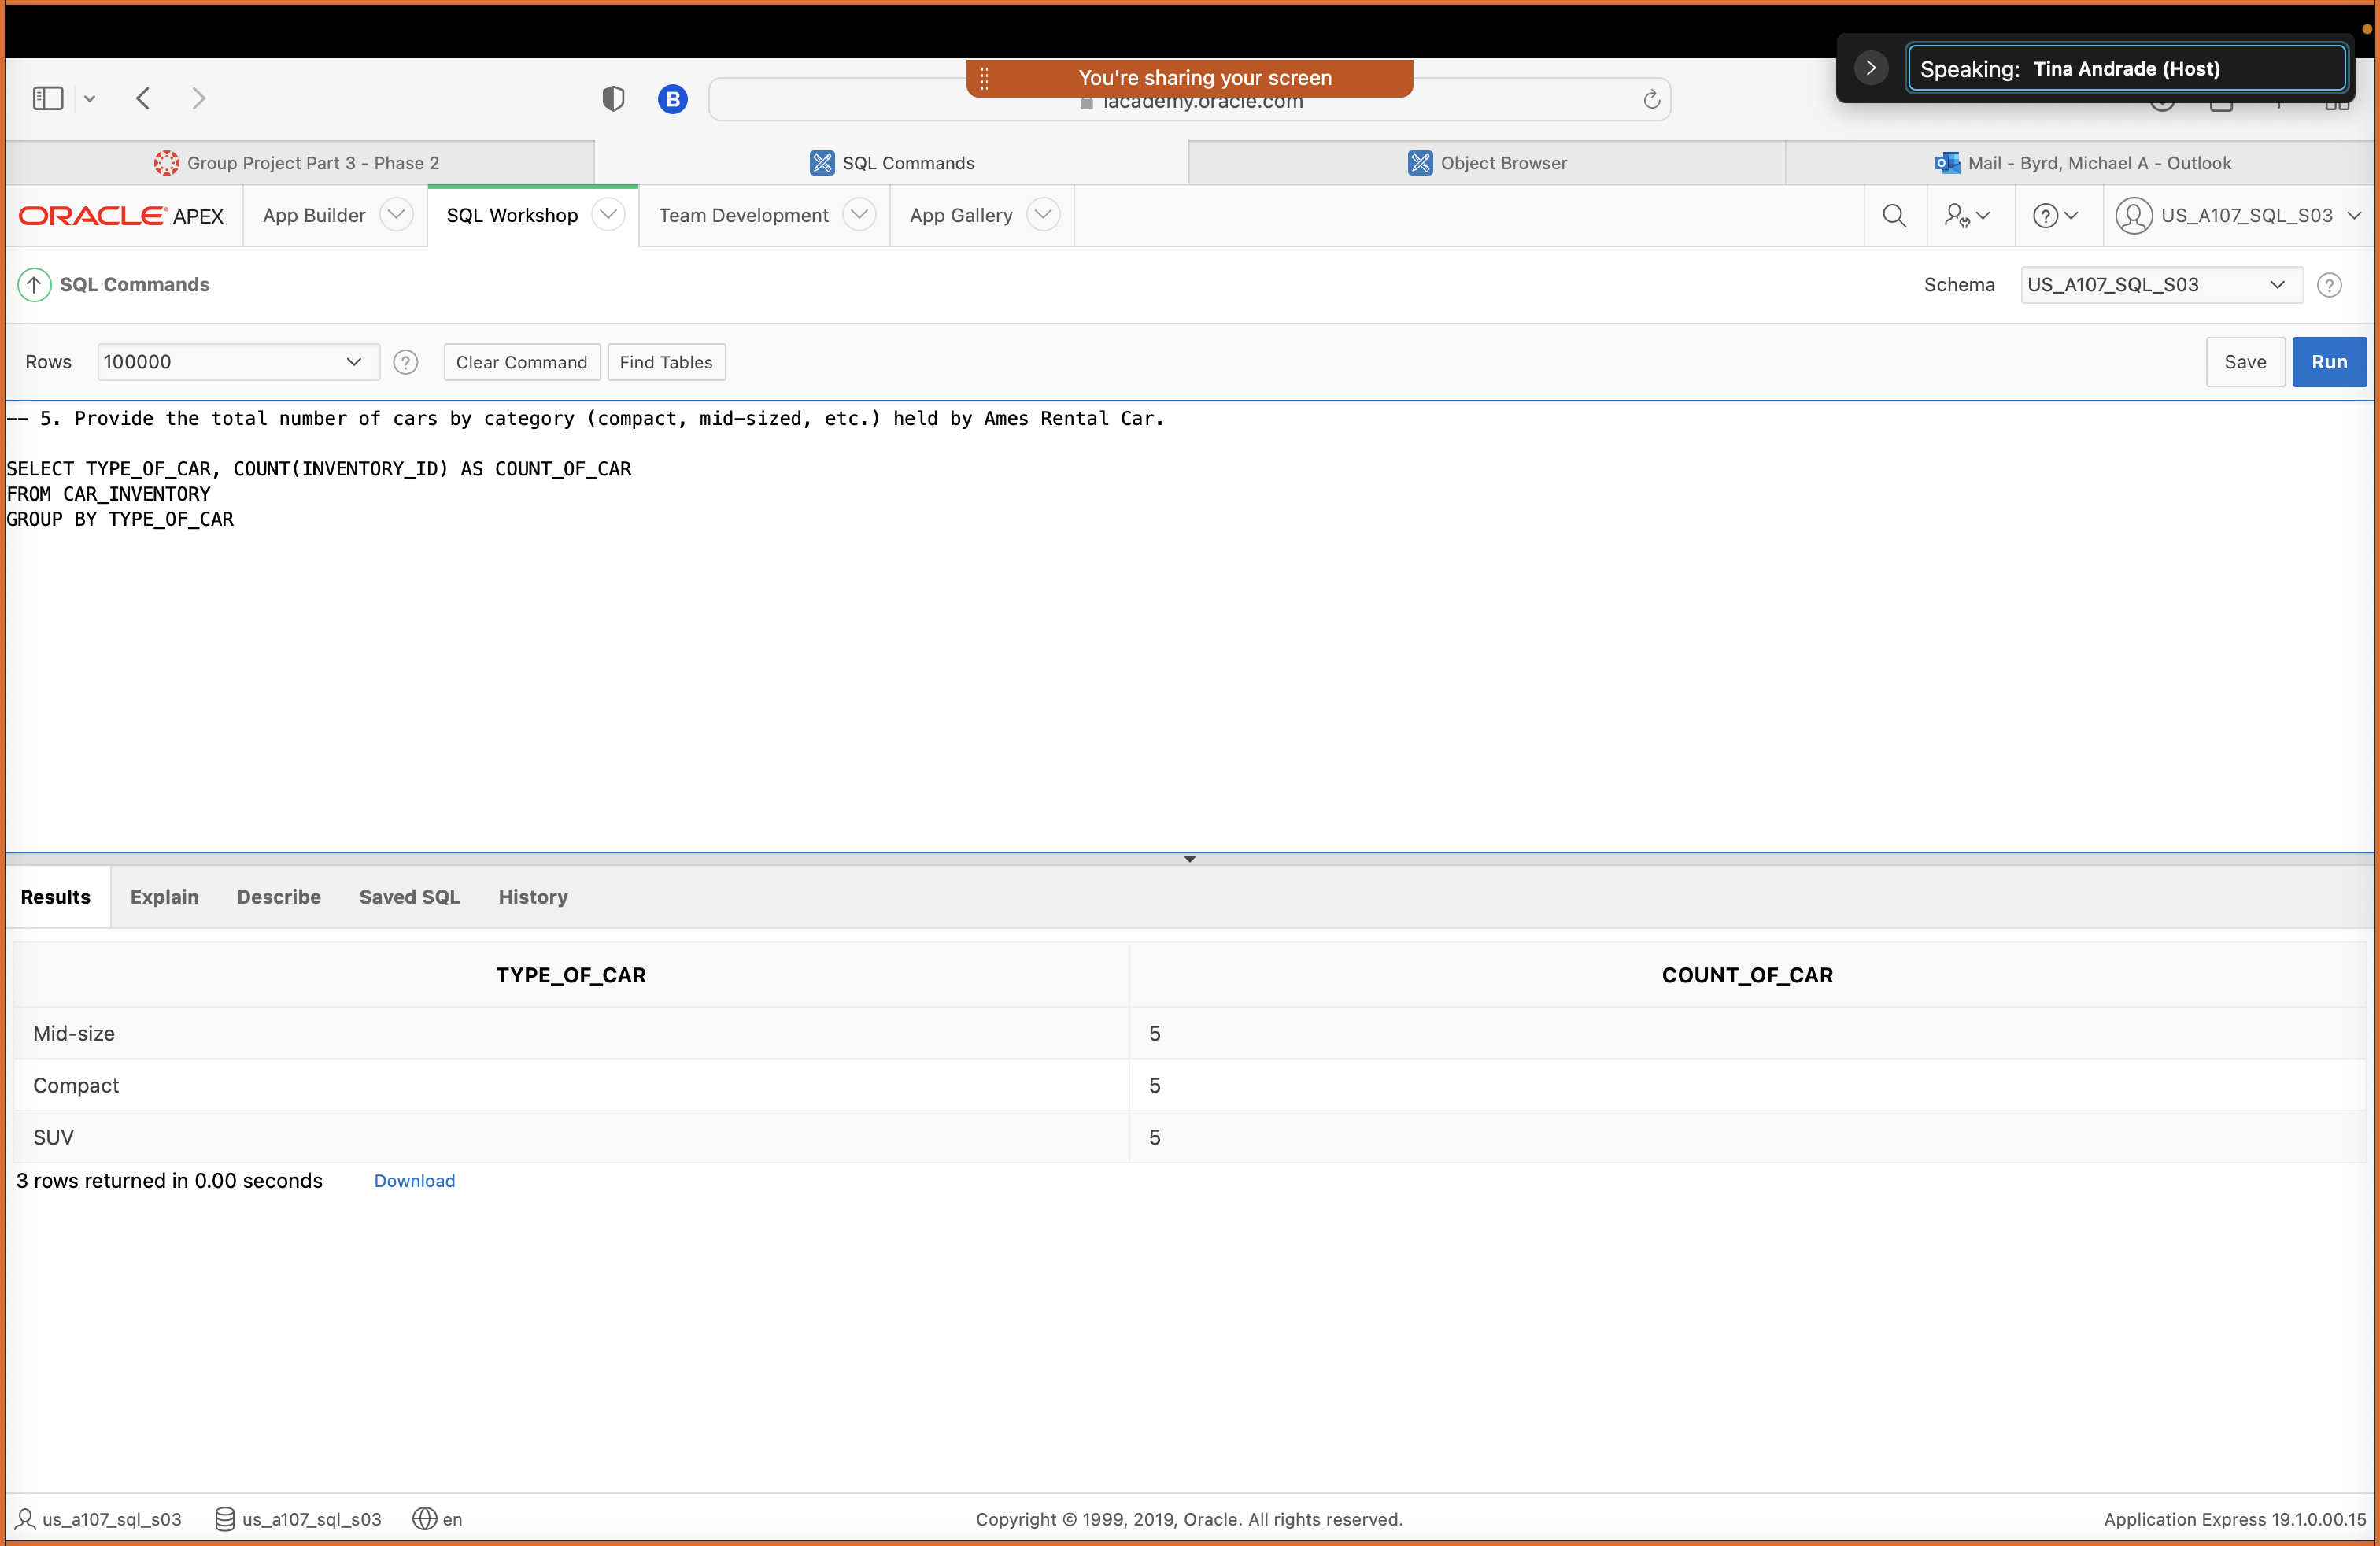 You're sharing your screen
Speaking: Tina Andrade (Host)
B
iacademy.oracle.com
Group Project Part 3 - Phase 2
SQL Commands
Object Browser
Mail - Byrd, Michael A - Outlook
ORACLE APEX
App Builder
SQL Workshop
Team Development
App Gallery
US_A107_SQL_S03
SQL Commands
Schema
US_A107_SQL_S03
Rows
100000
Clear Command
Find Tables
Save
Run
-- 5. Provide the total number of cars by category (compact, mid-sized, etc.) held by Ames Rental Car.
SELECT TYPE_OF_CAR, COUNT(INVENTORY_ID) AS COUNT_OF_CAR
FROM CAR_INVENTORY
GROUP BY TYPE_OF_CAR
Results Explain Describe Saved SQL History
TYPE_OF_CAR COUNT_OF_CAR
Mid-size 5
Compact 5
SUV 5
3 rows returned in 0.00 seconds Download
us_a107_sql_s03 us_a107_sql_s03 en Copyright © 1999, 2019, Oracle. All rights reserved. Application Express 19.1.0.00.15